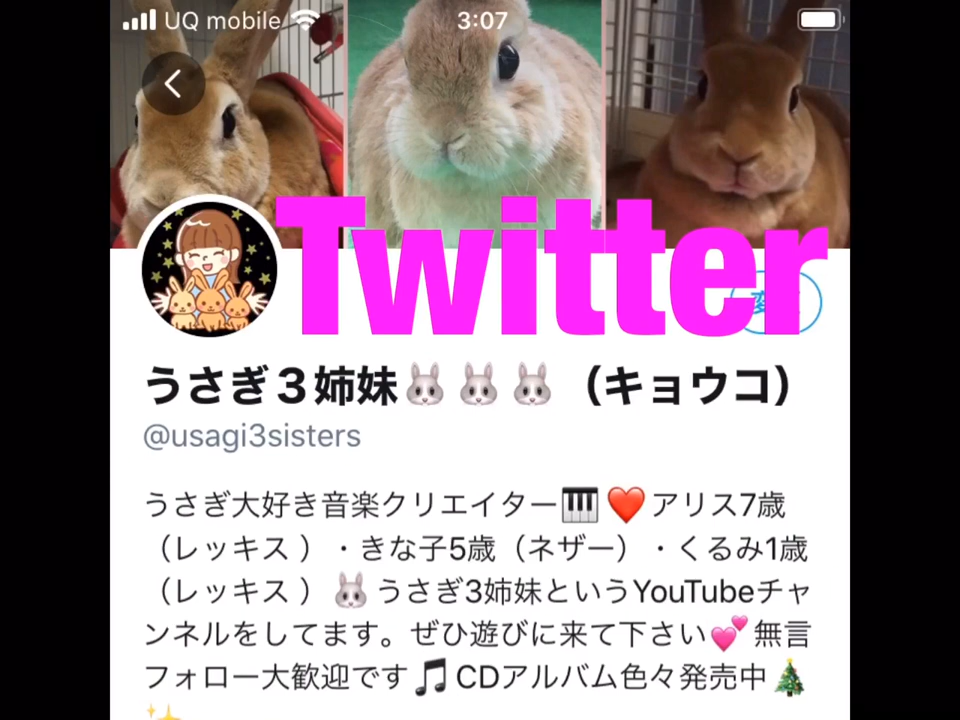 UQ mobile 3:07
Twitter
うさぎ３姉妹🐰🐰🐰（キョウコ）
@usagi3sisters
うさぎ大好き音楽クリエイター🎹❤️アリス7歳
（レッキス ）・きな子5歳（ネザー）・くるみ1歳
（レッキス ）🐰うさぎ3姉妹というYouTubeチャ
ンネルをしてます。ぜひ遊びに来て下さい💕無言
フォロー大歓迎です🎵CDアルバム色々発売中🎄
✨